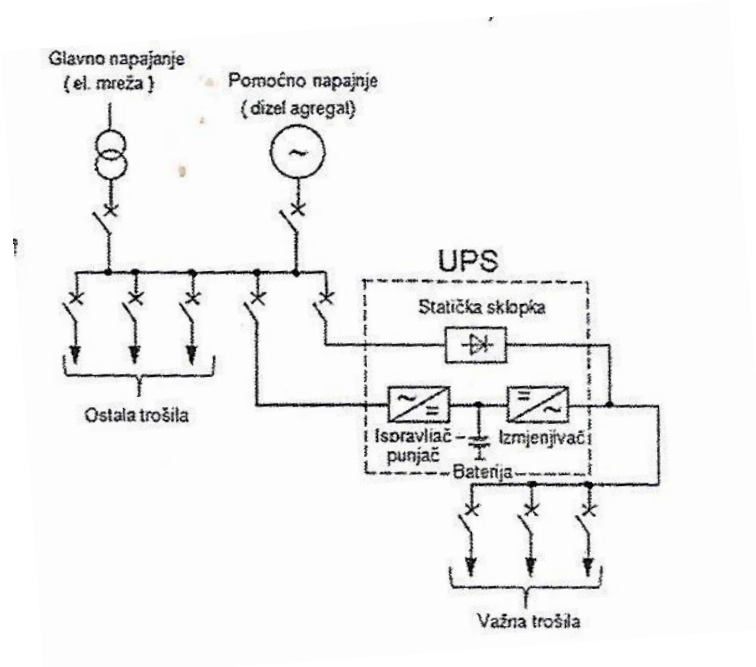 Glavno napajanje
( el. mreža )
Pomoćno napajnje
( dizel agregat)
UPS
Statička sklopka
Ispravljač
punjač
Izmjenjivač
Baterija
Ostala trošila
Važna trošila